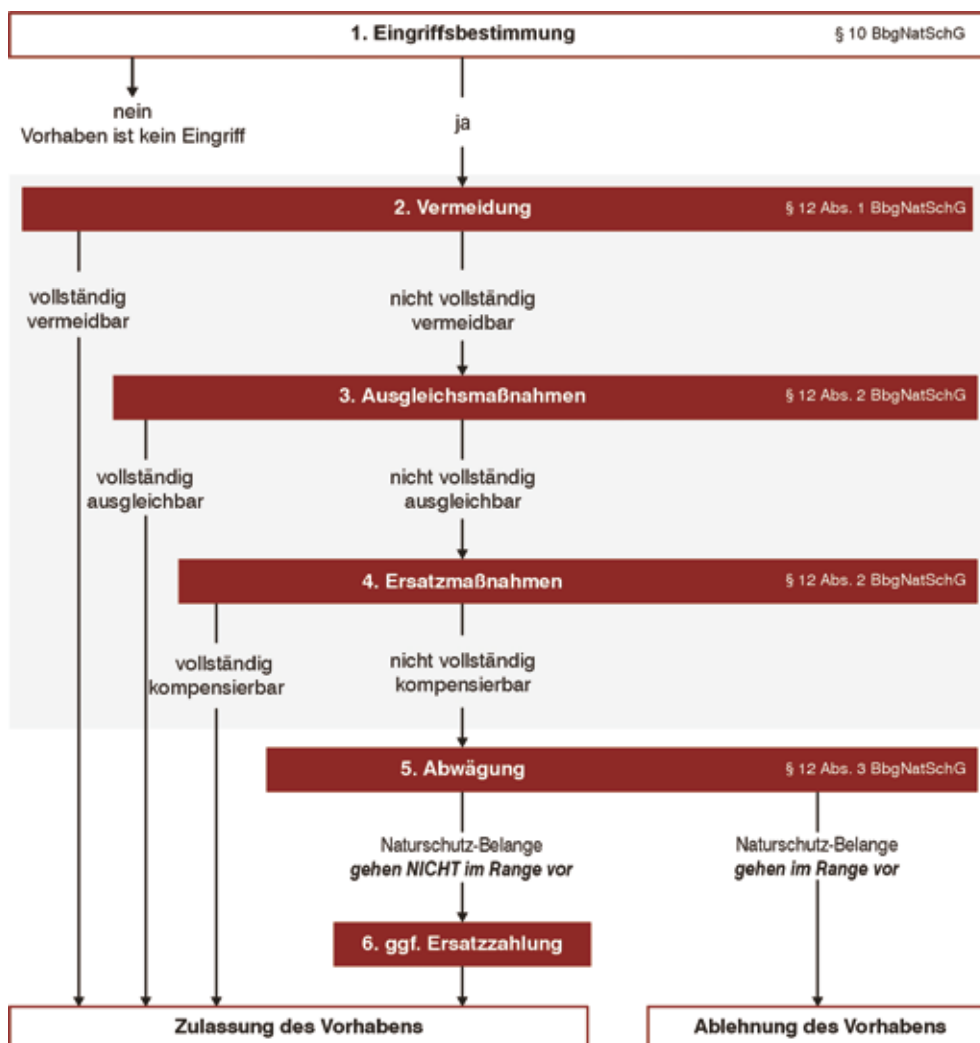 1. Eingriffsbestimmung § 10 BbgNatSchG
nein
Vorhaben ist kein Eingriff
ja
2. Vermeidung § 12 Abs. 1 BbgNatSchG
vollständig
vermeidbar
nicht vollständig
vermeidbar
3. Ausgleichsmaßnahmen § 12 Abs. 2 BbgNatSchG
vollständig
ausgleichbar
nicht vollständig
ausgleichbar
4. Ersatzmaßnahmen § 12 Abs. 2 BbgNatSchG
vollständig
kompensierbar
nicht vollständig
kompensierbar
5. Abwägung § 12 Abs. 3 BbgNatSchG
Naturschutz-Belange
gehen NICHT im Range vor
Naturschutz-Belange
gehen im Range vor
6. ggf. Ersatzzahlung
Zulassung des Vorhabens
Ablehnung des Vorhabens